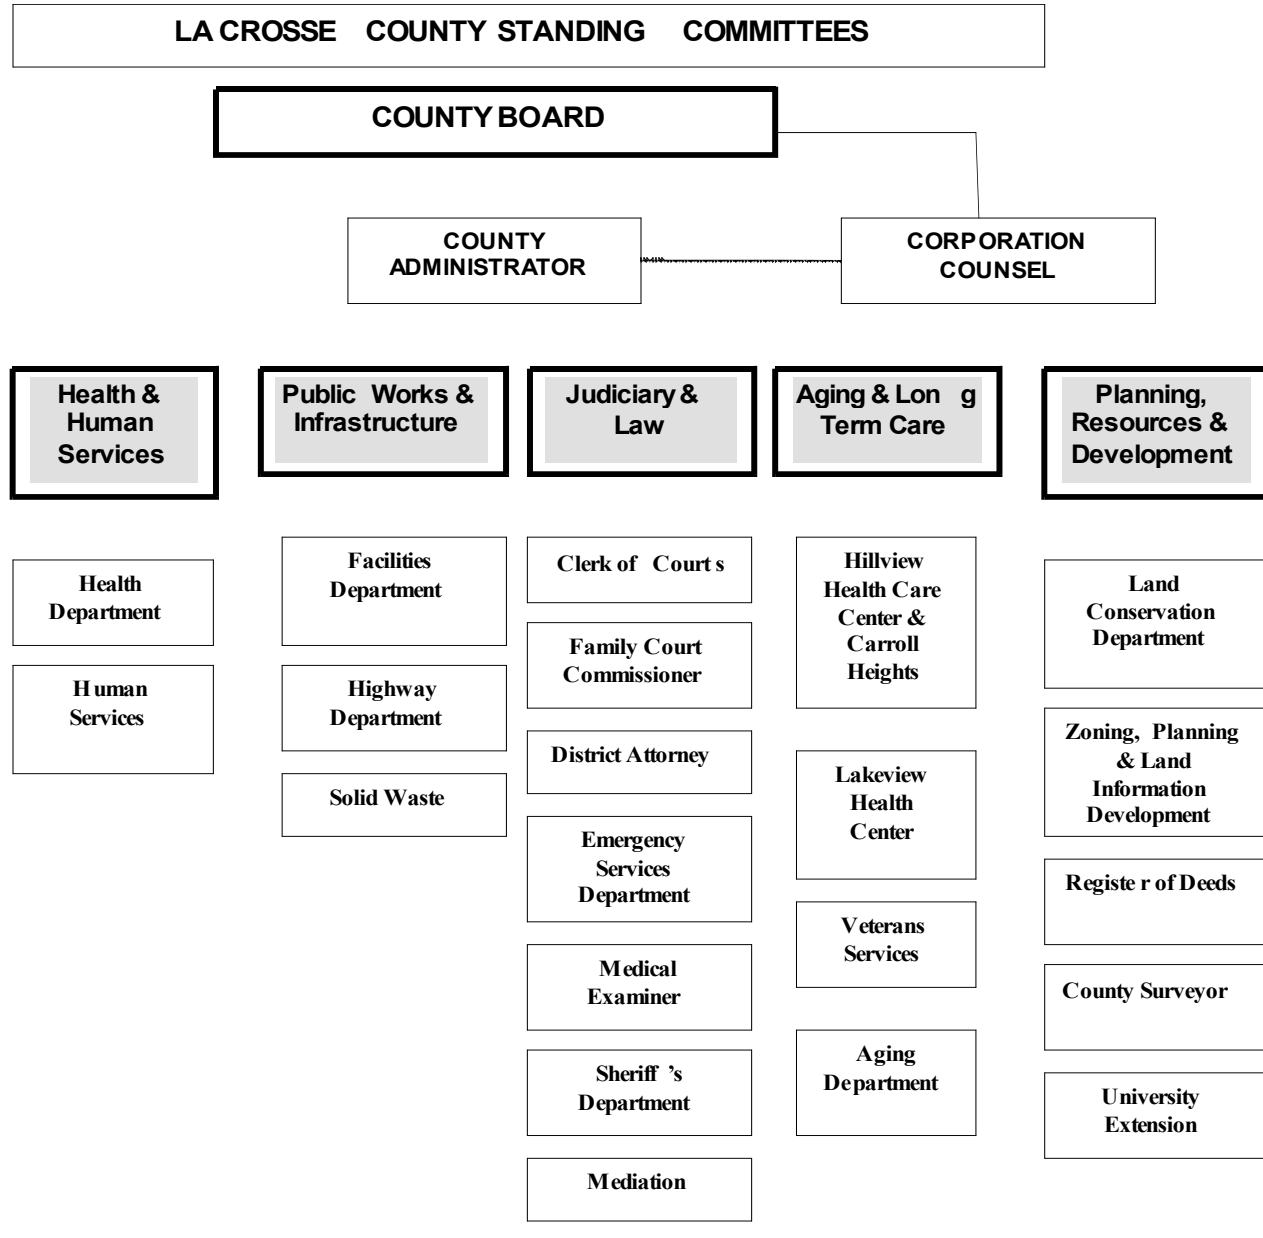 LA CROSSE COUNTY STANDING COMMITTEES
COUNTY BOARD
COUNTY
ADMINISTRATOR
CORPORATION
COUNSEL
Health &
Human
Services
Public Works &
Infrastructure
Judiciary &
Law
Aging & Lon g
Term Care
Planning,
Resources &
Development
Health
Department
Human
Services
Facilities
Department
Highway
Department
Solid Waste
Clerk of Court s
Family Court
Commissioner
District Attorney
Emergency
Services
Department
Medical
Examiner
Sheriff ’s
Department
Mediation
Hillview
Health Care
Center &
Carroll
Heights
Lakeview
Health
Center
Veterans
Services
Aging
Department
Land
Conservation
Department
Zoning, Planning
& Land
Information
Development
Registe r of Deeds
County Surveyor
University
Extension